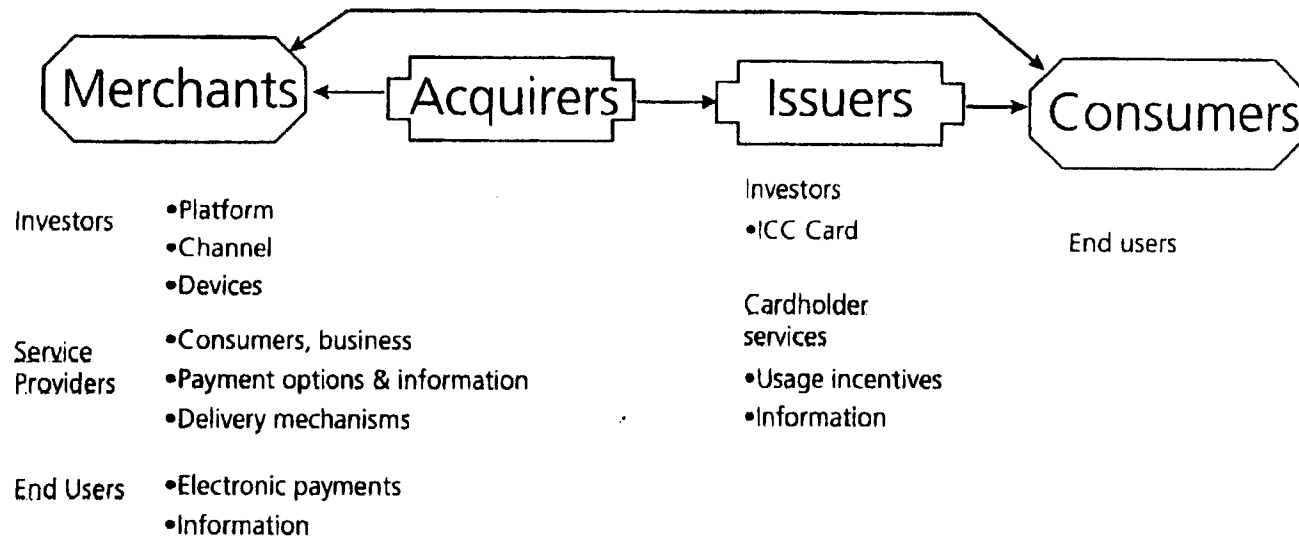 Merchants
Acquirers
Issuers
Consumers
Investors
•Platform
•Channel
•Devices
Service
Providers
•Consumers, business
•Payment options & information
•Delivery mechanisms
End Users
•Electronic payments
•Information
Investors
•ICC Card
Cardholder
services
•Usage incentives
•Information
End users